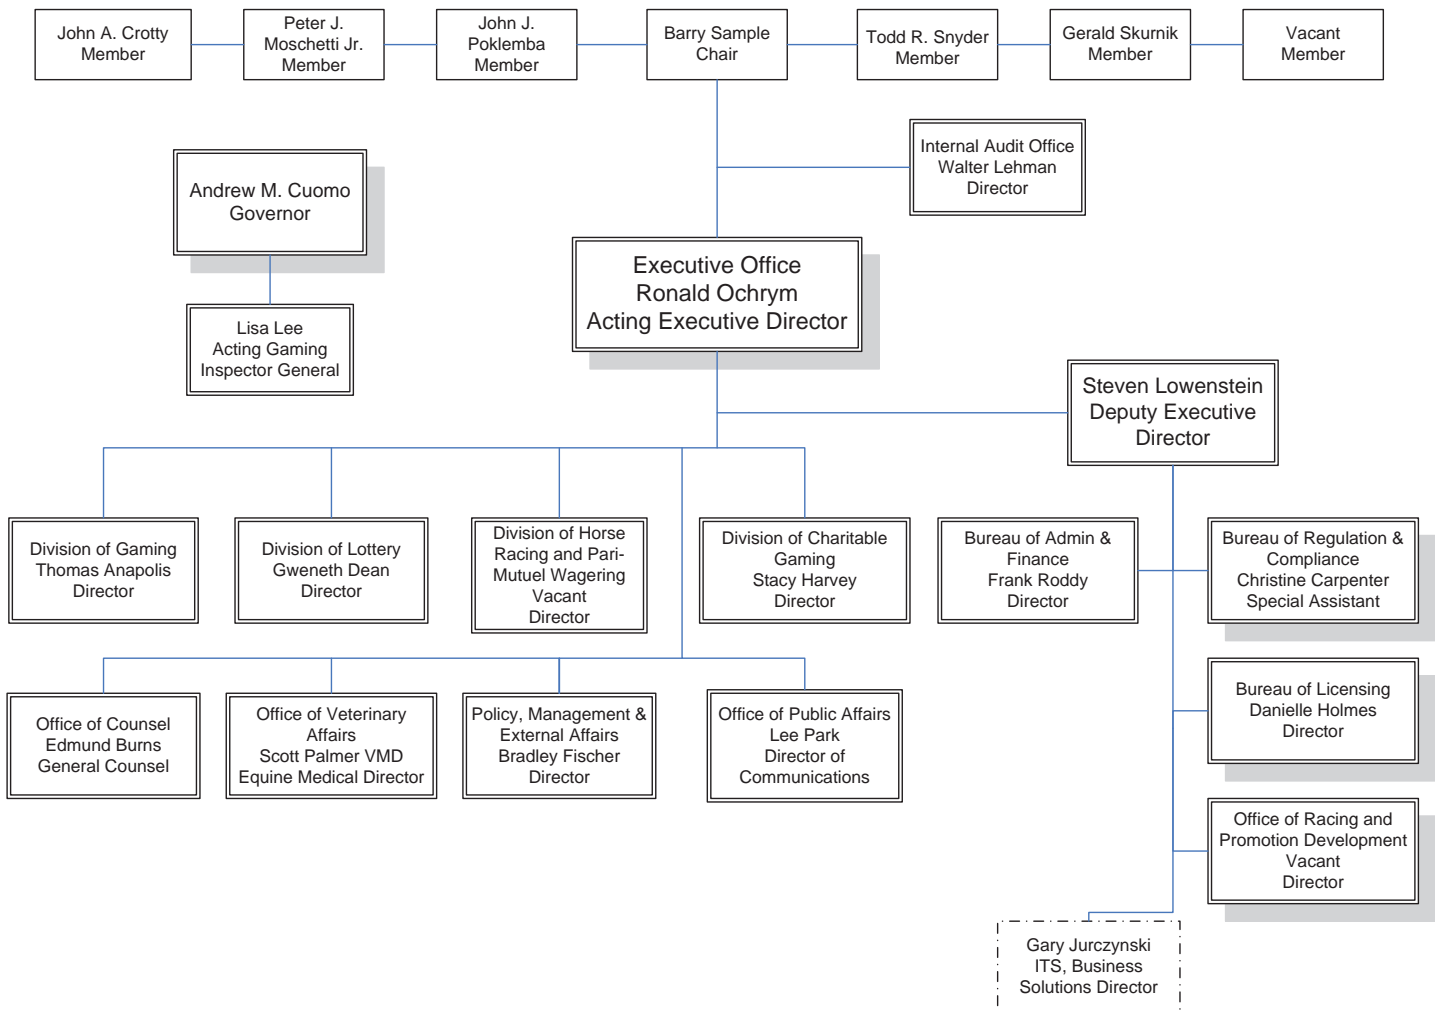 John A. Crotty
Member
Peter J.
Moschetti Jr.
Member
John J.
Poklemba
Member
Barry Sample
Chair
Todd R. Snyder
Member
Gerald Skurnik
Member
Vacant
Member
Internal Audit Office
Walter Lehman
Director
Andrew M. Cuomo
Governor
Lisa Lee
Acting Gaming
Inspector General
Executive Office
Ronald Ochrym
Acting Executive Director
Steven Lowenstein
Deputy Executive
Director
Division of Gaming
Thomas Anapolis
Director
Division of Lottery
Gweneth Dean
Director
Division of Horse
Racing and Pari-
Mutuel Wagering
Vacant
Director
Division of Charitable
Gaming
Stacy Harvey
Director
Bureau of Admin &
Finance
Frank Roddy
Director
Bureau of Regulation &
Compliance
Christine Carpenter
Special Assistant
Office of Counsel
Edmund Burns
General Counsel
Office of Veterinary
Affairs
Scott Palmer VMD
Equine Medical Director
Policy, Management &
External Affairs
Bradley Fischer
Director
Office of Public Affairs
Lee Park
Director of
Communications
Bureau of Licensing
Danielle Holmes
Director
Office of Racing and
Promotion Development
Vacant
Director
Gary Jurczynski
ITS, Business
Solutions Director